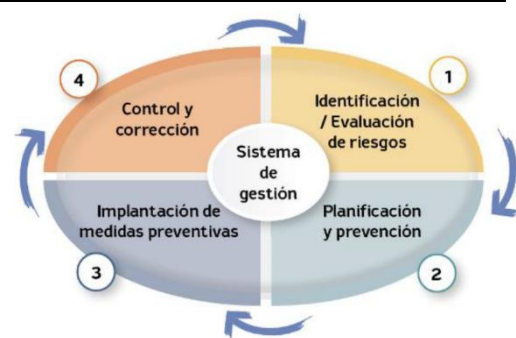 4
Control y
corrección
1
Identificación
/ Evaluación
de riesgos
Sistema
de
gestión
Implantación de
medidas preventivas
3
Planificación
y prevención
2